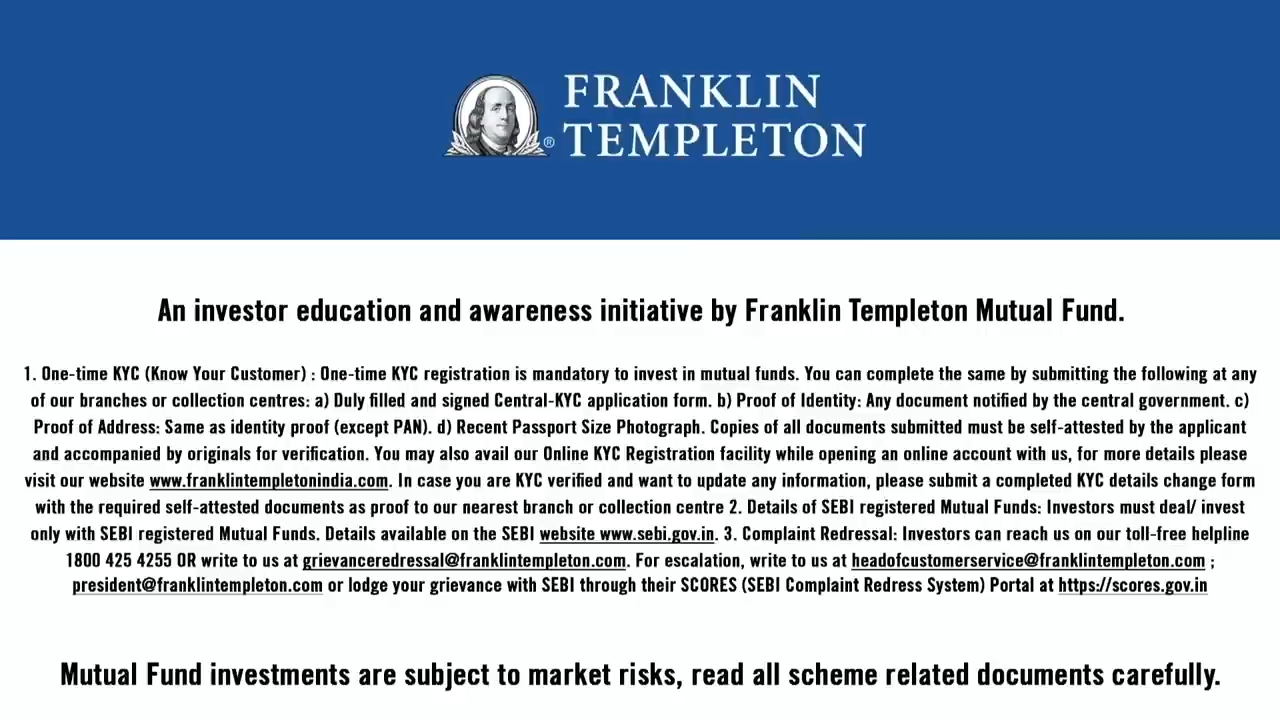 FRANKLIN
TEMPLETON
®
An investor education and awareness initiative by Franklin Templeton Mutual Fund.
1. One-time KYC (Know Your Customer) : One-time KYC registration is mandatory to invest in mutual funds. You can complete the same by submitting the following at any
of our branches or collection centres: a) Duly filled and signed Central-KYC application form. b) Proof of Identity: Any document notified by the central government. c)
Proof of Address: Same as identity proof (except PAN). d) Recent Passport Size Photograph. Copies of all documents submitted must be self-attested by the applicant
and accompanied by originals for verification. You may also avail our Online KYC Registration facility while opening an online account with us, for more details please
visit our website www.franklintempletonindia.com. In case you are KYC verified and want to update any information, please submit a completed KYC details change form
with the required self-attested documents as proof to our nearest branch or collection centre 2. Details of SEBI registered Mutual Funds: Investors must deal/ invest
only with SEBI registered Mutual Funds. Details available on the SEBI website www.sebi.gov.in. 3. Complaint Redressal: Investors can reach us on our toll-free helpline
1800 425 4255 OR write to us at grievanceredressal@franklintempleton.com. For escalation, write to us at headofcustomerservice@franklintempleton.com ;
president@franklintempleton.com or lodge your grievance with SEBI through their SCORES (SEBI Complaint Redress System) Portal at https://scores.gov.in
Mutual Fund investments are subject to market risks, read all scheme related documents carefully.